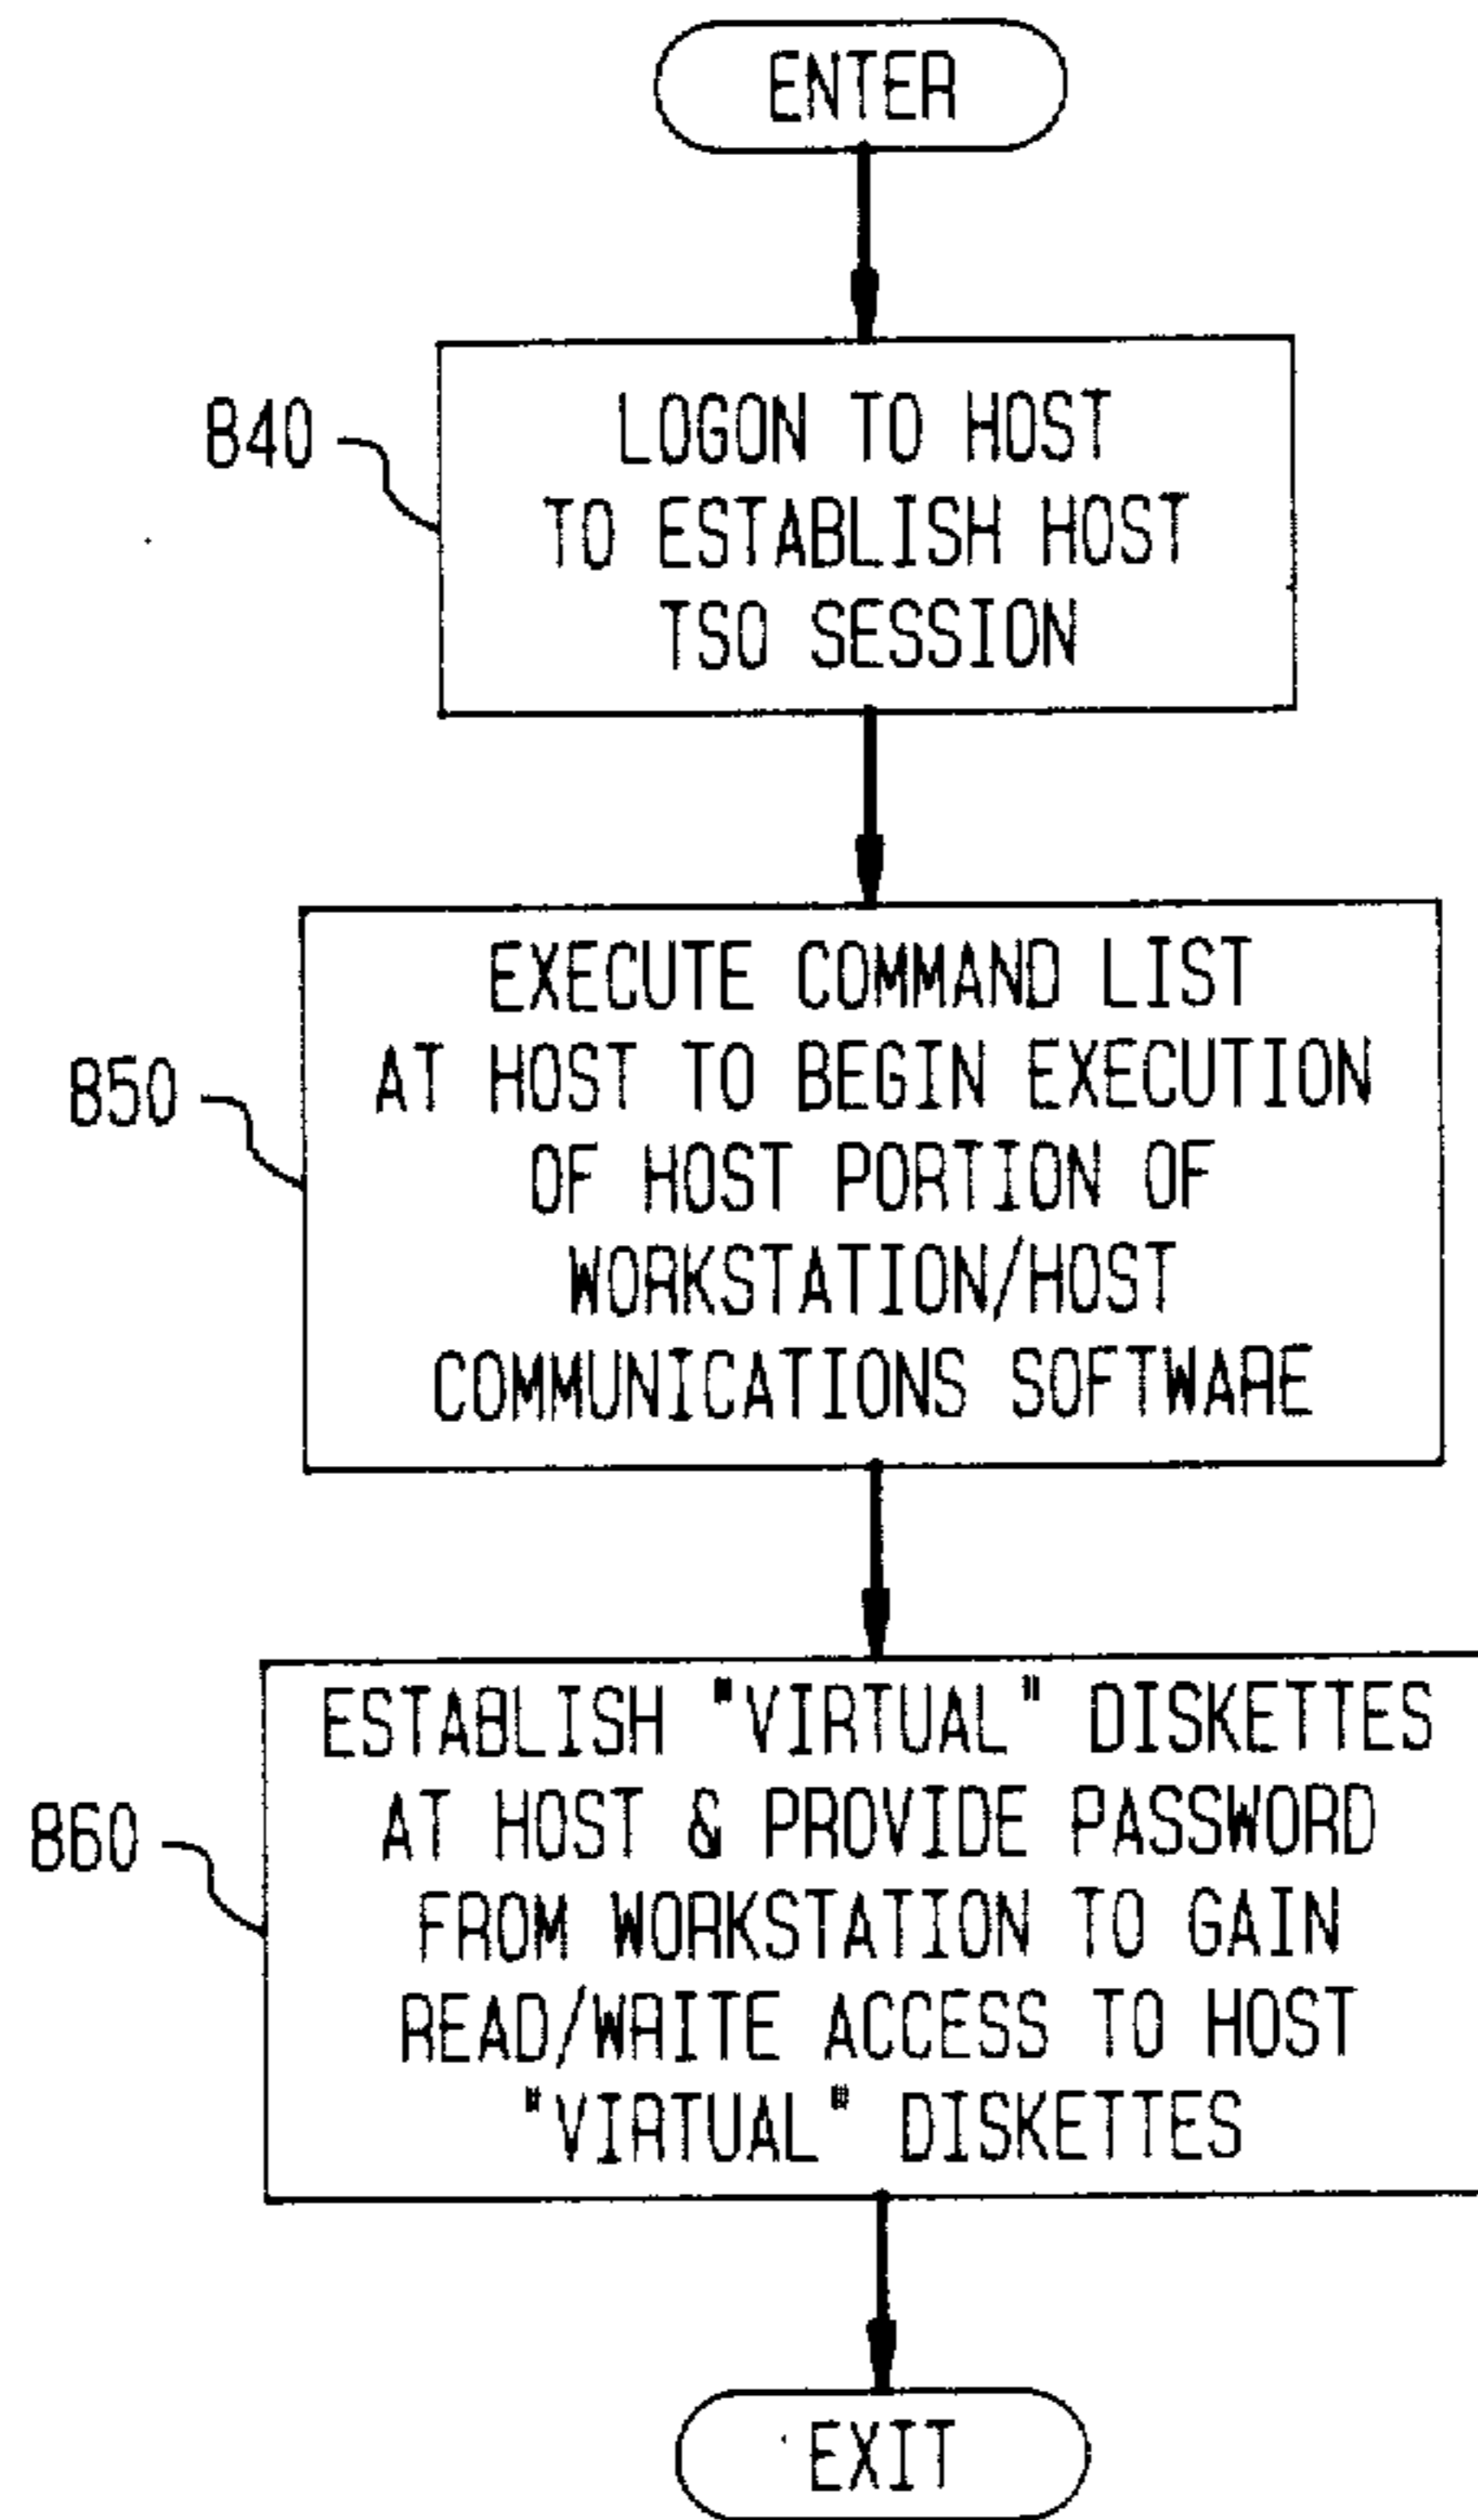 ENTER
840
LOGON TO HOST
TO ESTABLISH HOST
TSO SESSION
850
EXECUTE COMMAND LIST
AT HOST TO BEGIN EXECUTION
OF HOST PORTION OF
WORKSTATION/HOST
COMMUNICATIONS SOFTWARE
860
ESTABLISH "VIRTUAL" DISKETTES
AT HOST & PROVIDE PASSWORD
FROM WORKSTATION TO GAIN
READ/WRITE ACCESS TO HOST
"VIRTUAL" DISKETTES
EXIT